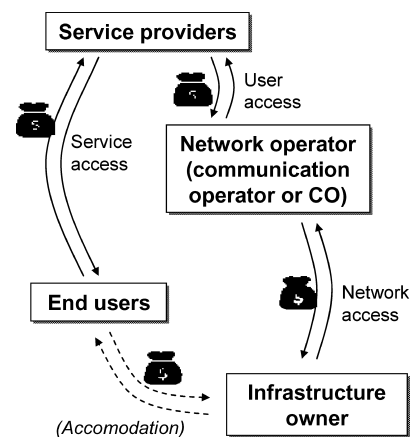 Service providers
User
access
$
$
Service
access
Network operator
(communication
operator or CO)
$
Network
access
End users
$
Infrastructure
owner
(Accomodation)